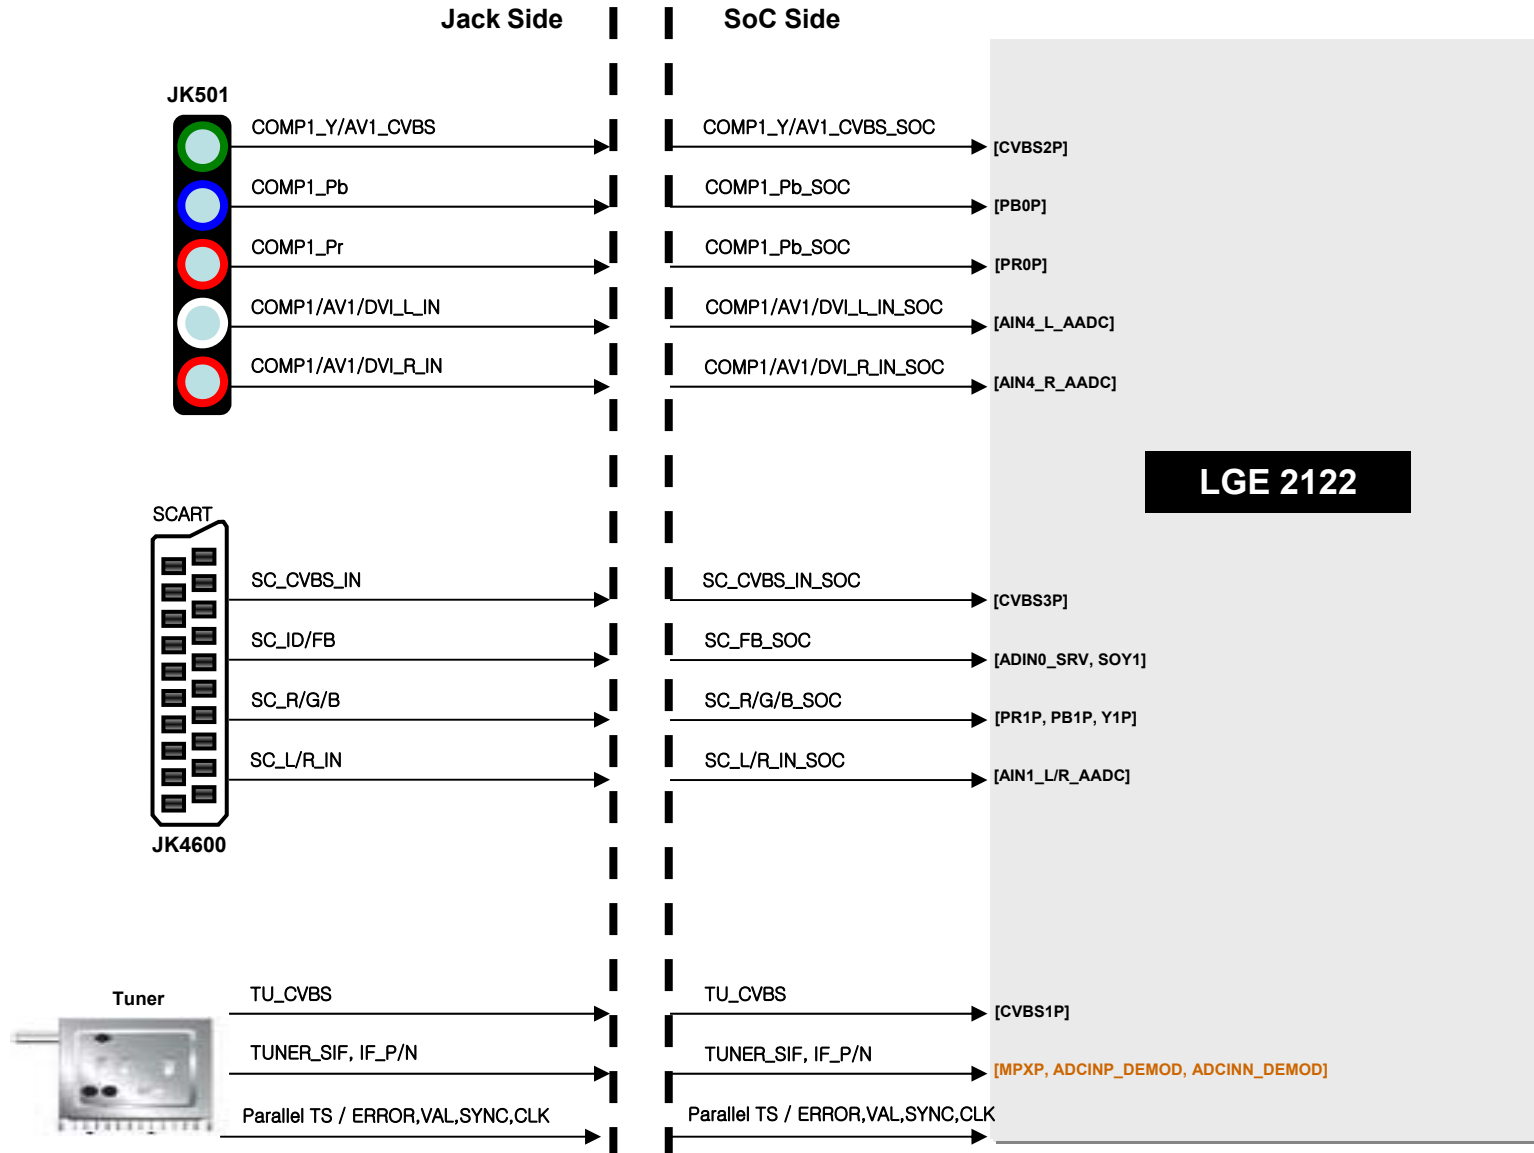 Jack Side SoC Side
JK501
COMP1_Y/AV1_CVBS COMP1_Y/AV1_CVBS_SOC [CVBS2P]
COMP1_Pb COMP1_Pb_SOC [PB0P]
COMP1_Pr COMP1_Pb_SOC [PR0P]
COMP1/AV1/DVI_L_IN COMP1/AV1/DVI_L_IN_SOC [AIN4_L_AADC]
COMP1/AV1/DVI_R_IN COMP1/AV1/DVI_R_IN_SOC [AIN4_R_AADC]
LGE 2122
SCART
SC_CVBS_IN SC_CVBS_IN_SOC [CVBS3P]
SC_ID/FB SC_FB_SOC [ADIN0_SRV, SOY1]
SC_R/G/B SC_R/G/B_SOC [PR1P, PB1P, Y1P]
SC_L/R_IN SC_L/R_IN_SOC [AIN1_L/R_AADC]
JK4600
Tuner
TU_CVBS TU_CVBS [CVBS1P]
TUNER_SIF, IF_P/N TUNER_SIF, IF_P/N [MPXP, ADCINP_DEMOD, ADCINN_DEMOD]
Parallel TS / ERROR,VAL,SYNC,CLK Parallel TS / ERROR,VAL,SYNC,CLK